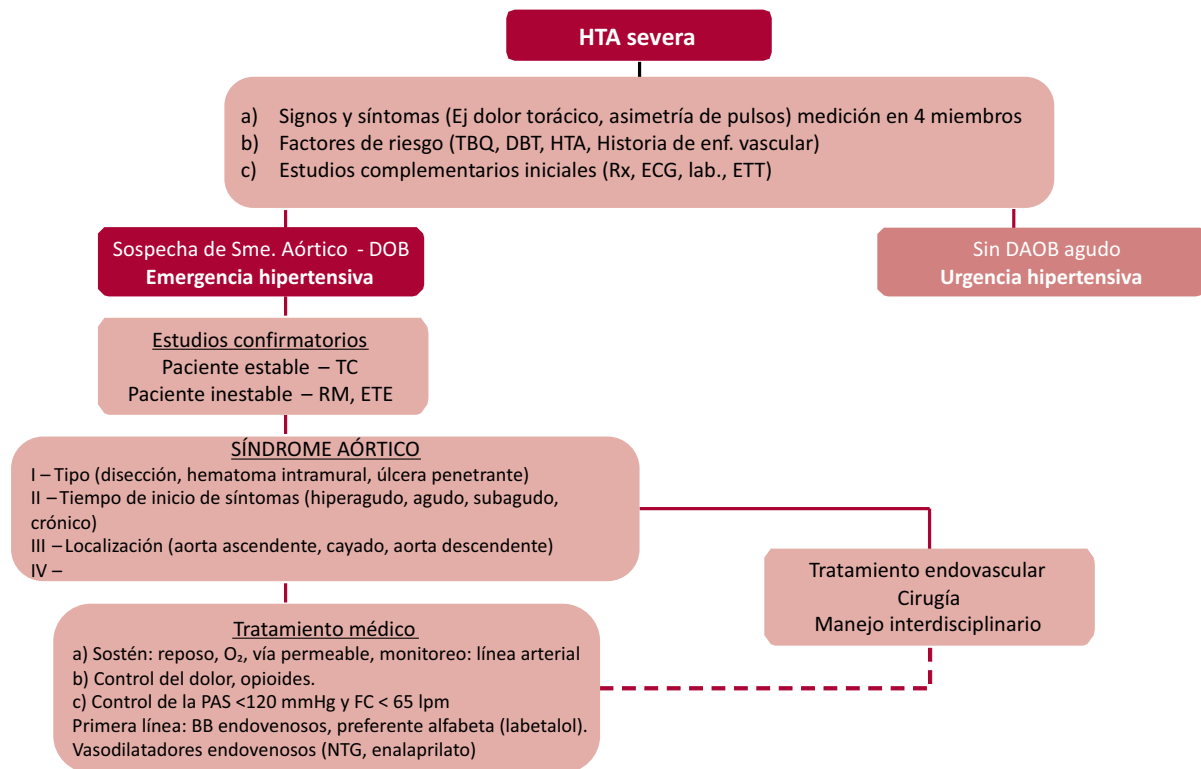 HTA severa
a) Signos y síntomas (Ej dolor torácico, asimetría de pulsos) medición en 4 miembros
b) Factores de riesgo (TBQ, DBT, HTA, Historia de enf. vascular)
c) Estudios complementarios iniciales (Rx, ECG, lab., ETT)
Sospecha de Sme. Aórtico - DOB
Emergencia hipertensiva
Sin DAOB agudo
Urgencia hipertensiva
Estudios confirmatorios
Paciente estable – TC
Paciente inestable – RM, ETE
SÍNDROME AÓRTICO
I – Tipo (disección, hematoma intramural, úlcera penetrante)
II – Tiempo de inicio de síntomas (hiperagudo, agudo, subagudo,
crónico)
III – Localización (aorta ascendente, cayado, aorta descendente)
IV –
Tratamiento endovascular
Cirugía
Manejo interdisciplinario
Tratamiento médico
a) Sostén: reposo, O₂, vía permeable, monitoreo: línea arterial
b) Control del dolor, opioides.
c) Control de la PAS <120 mmHg y FC < 65 lpm
Primera línea: BB endovenosos, preferente alfabeta (labetalol).
Vasodilatadores endovenosos (NTG, enalaprilato)